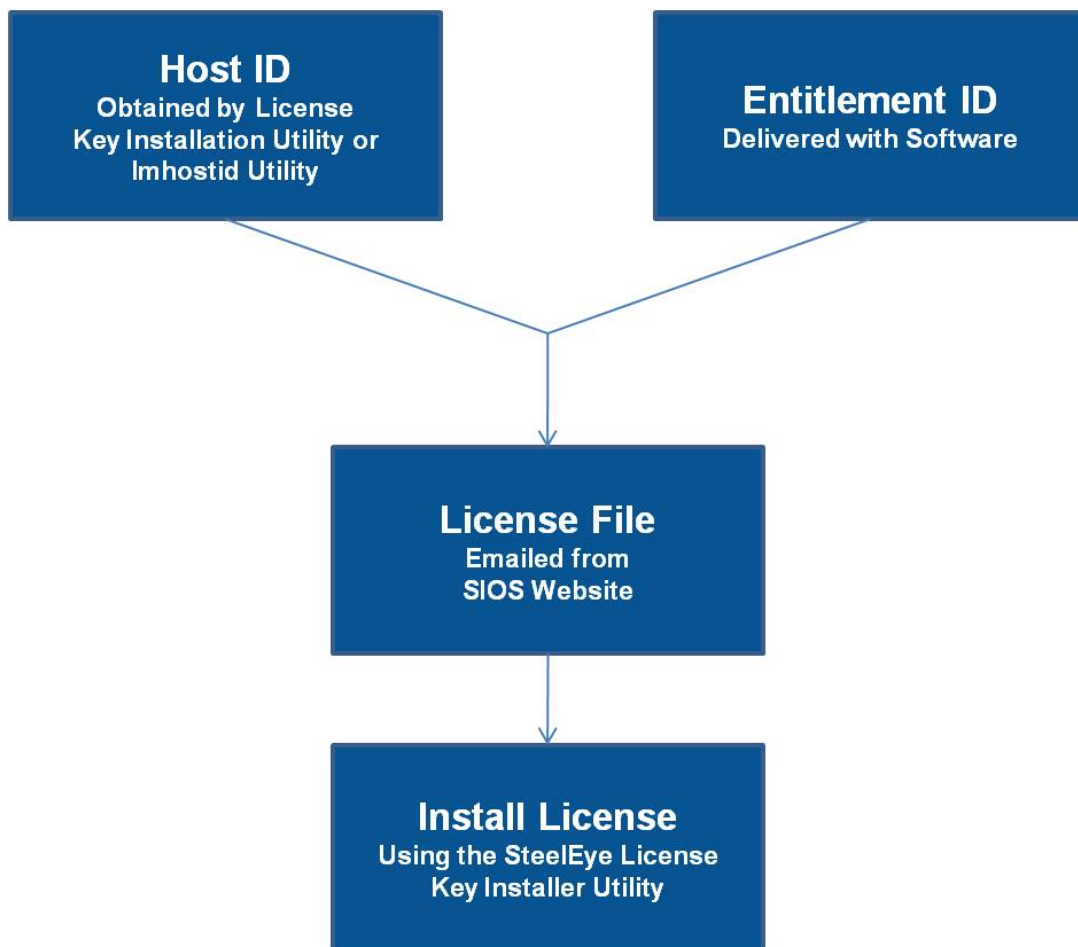 Host ID
Obtained by License
Key Installation Utility or
lmhostid Utility
Entitlement ID
Delivered with Software
License File
Emailed from
SIOS Website
Install License
Using the SteelEye License
Key Installer Utility